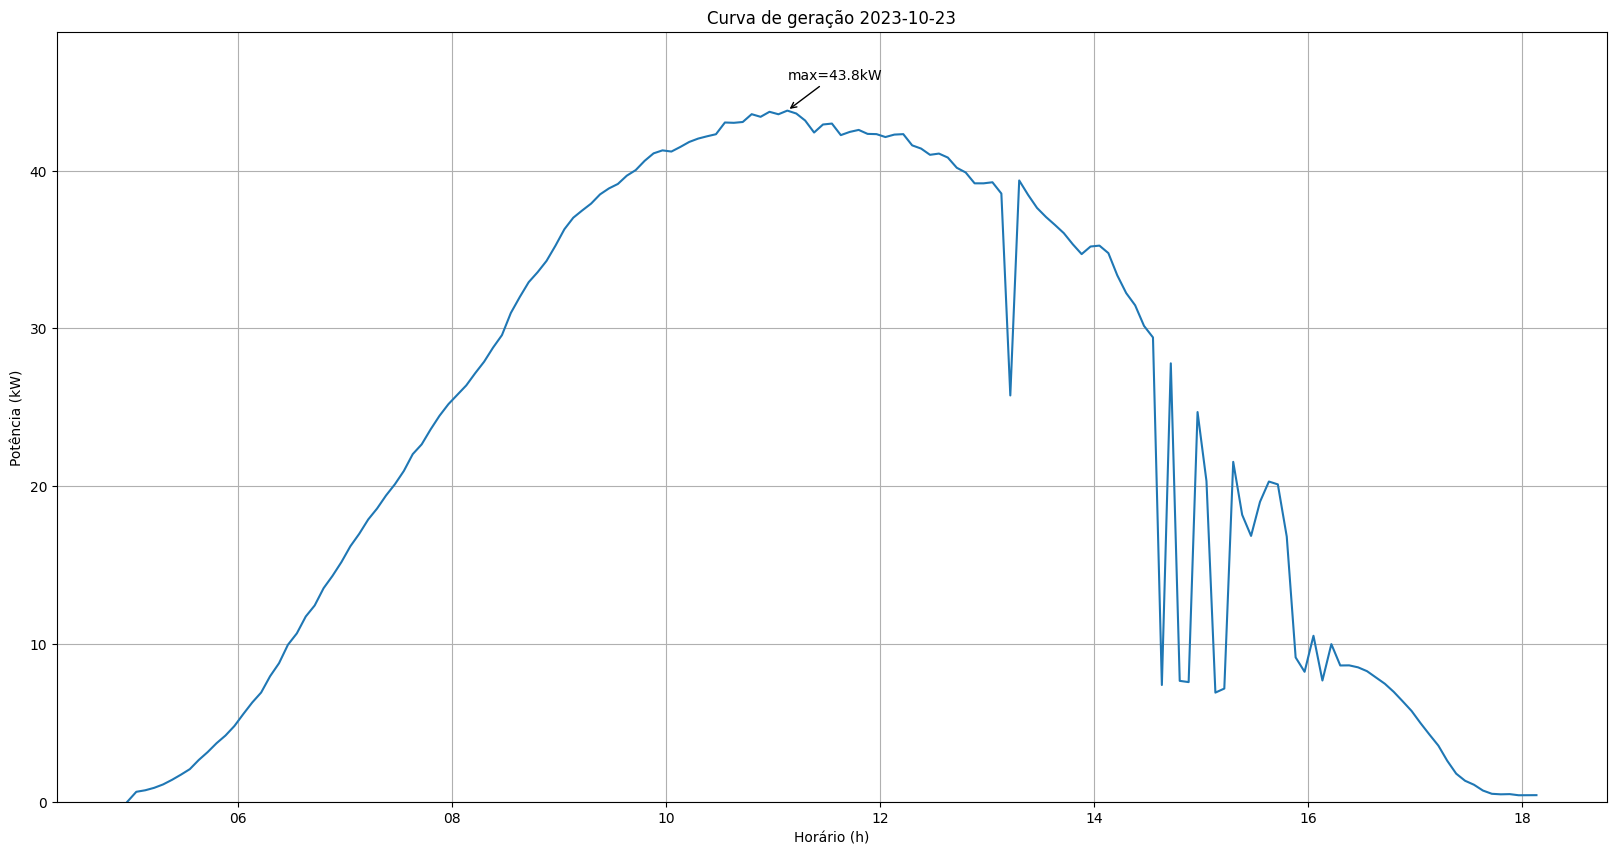 Curva de geração 2023-10-23
max=43.8kW
40
30
20
10
0
Potência (kW)
06 08 10 12 14 16 18
Horário (h)